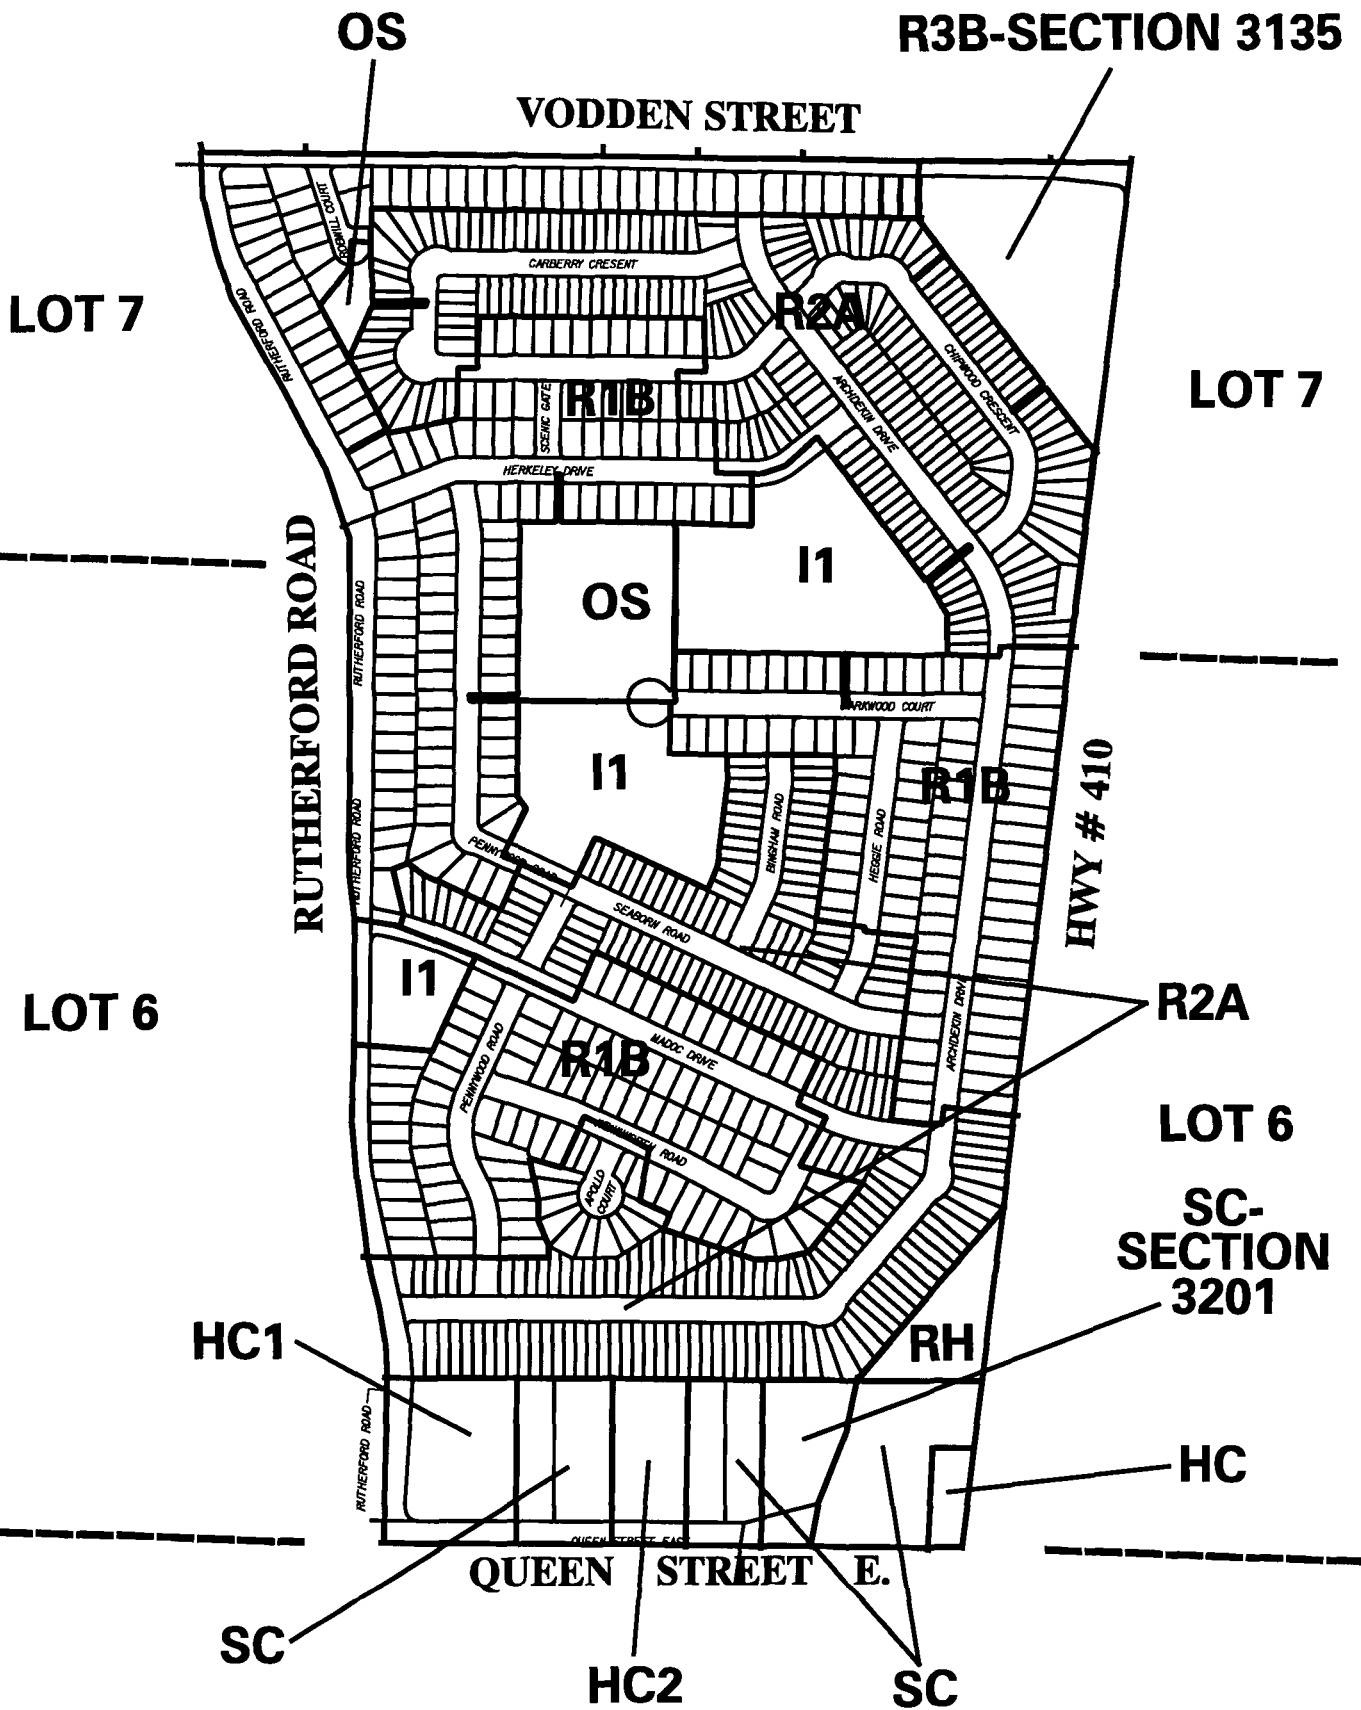 OS
R3B-SECTION 3135
VODDEN STREET
COURT
CARBERRY CRESENT
RUTHERFORD ROAD
LOT 7
R2A
CHIPWOOD CRESCENT
ARCHDEKIN DRIVE
LOT 7
R1B
SCENIC GATE
HERKELEY DRIVE
I1
OS
RUTHERFORD ROAD
RUTHERFORD ROAD
PARKWOOD COURT
I1
R1B
HWY # 410
RUTHERFORD ROAD
BINGHAM ROAD
HEGGIE ROAD
PENNYWOOD ROAD
SEABORN ROAD
I1
R2A
LOT 6
ARCHDEKIN DRIVE
MADOC DRIVE
R1B
PENNYWOOD ROAD
LOT 6
ROAD
APOLLO
COURT
SC-
SECTION
3201
HC1
RH
RUTHERFORD ROAD
HC
QUEEN STREET EAST
QUEEN STREET E.
SC
HC2
SC